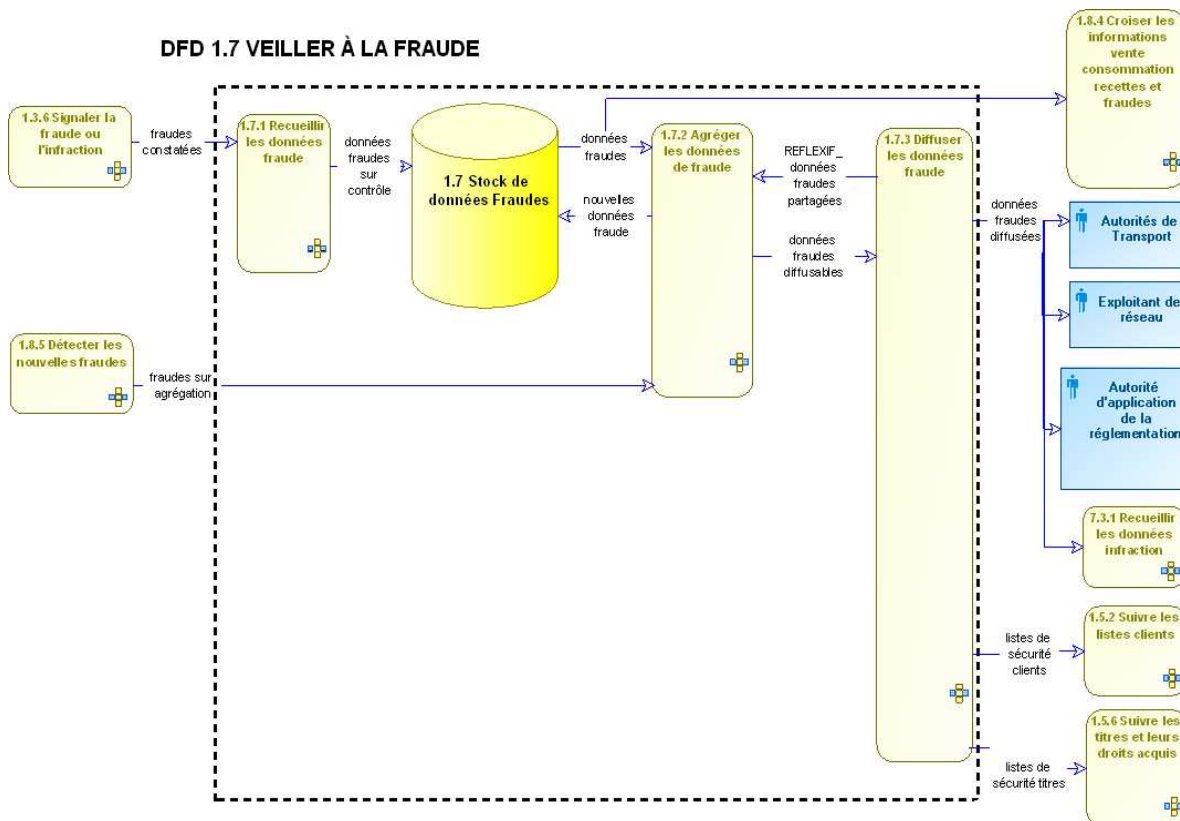 DFD 1.7 VEILLER À LA FRAUDE
1.8.4 Croiser les
informations
vente
consommation
recettes et
fraudes
1.3.6 Signaler la
fraude ou
l'infraction
fraudes
constatées
1.7.1 Recueillir
les données
fraude
données
fraudes
sur
contrôle
1.7 Stock de
données Fraudes
données
fraudes
nouvelles
données
fraude
1.7.2 Agréger
les données
de fraude
REFLEXIF_
données
fraudes
partagées
données
fraudes
diffusables
1.7.3 Diffuser
les données
fraude
données
fraudes
diffusées
Autorités de
Transport
Exploitant de
réseau
Autorité
d'application
de la
réglementation
7.3.1 Recueillir
les données
infraction
1.8.5 Détecter les
nouvelles fraudes
fraudes sur
agrégation
listes de
sécurité
clients
1.5.2 Suivre les
listes clients
listes de
sécurité titres
1.5.6 Suivre les
titres et leurs
droits acquis